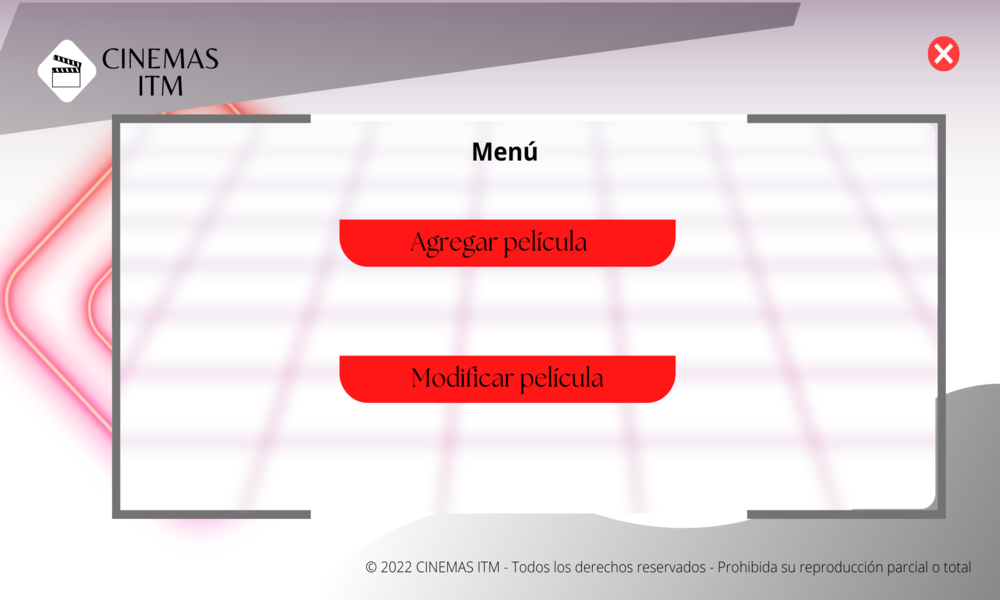 CINEMAS
ITM
Menú
Agregar película
Modificar película
© 2022 CINEMAS ITM - Todos los derechos reservados - Prohibida su reproducción parcial o total